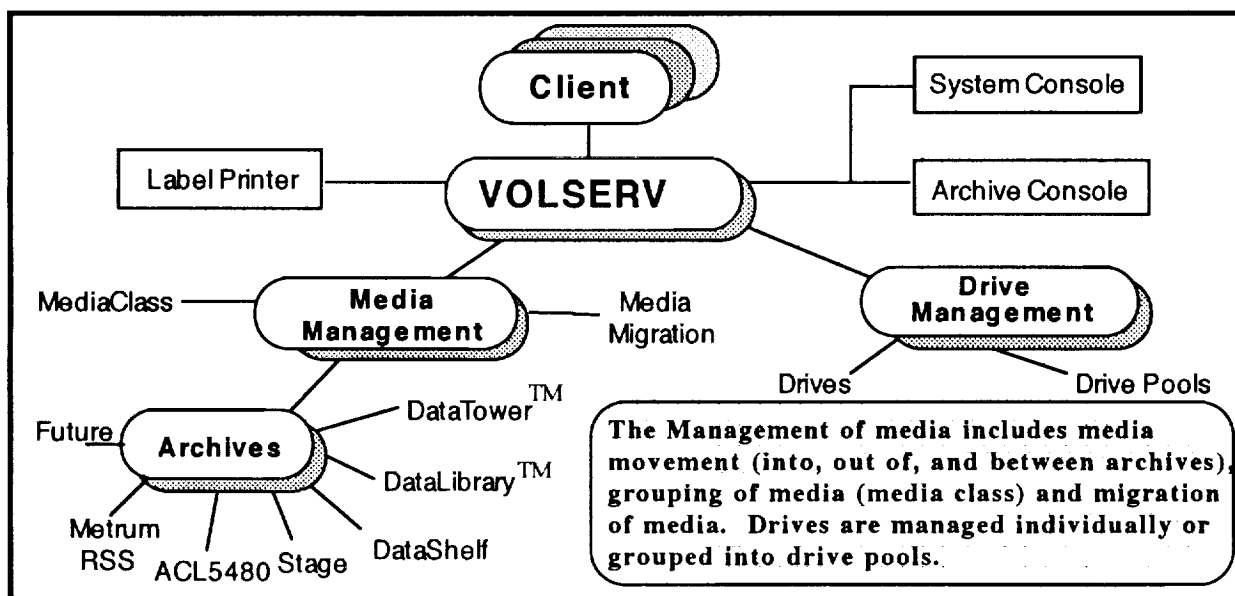 Client
System Console
Label Printer
VOLSERV
Archive Console
MediaClass
Media
Management
Media
Migration
Drive
Management
Drives
Drive Pools
Future
Archives
DataTower™
DataLibrary™
DataShelf
Stage
ACL5480
Metrum
RSS
The Management of media includes media
movement (into, out of, and between archives),
grouping of media (media class) and migration
of media. Drives are managed individually or
grouped into drive pools.